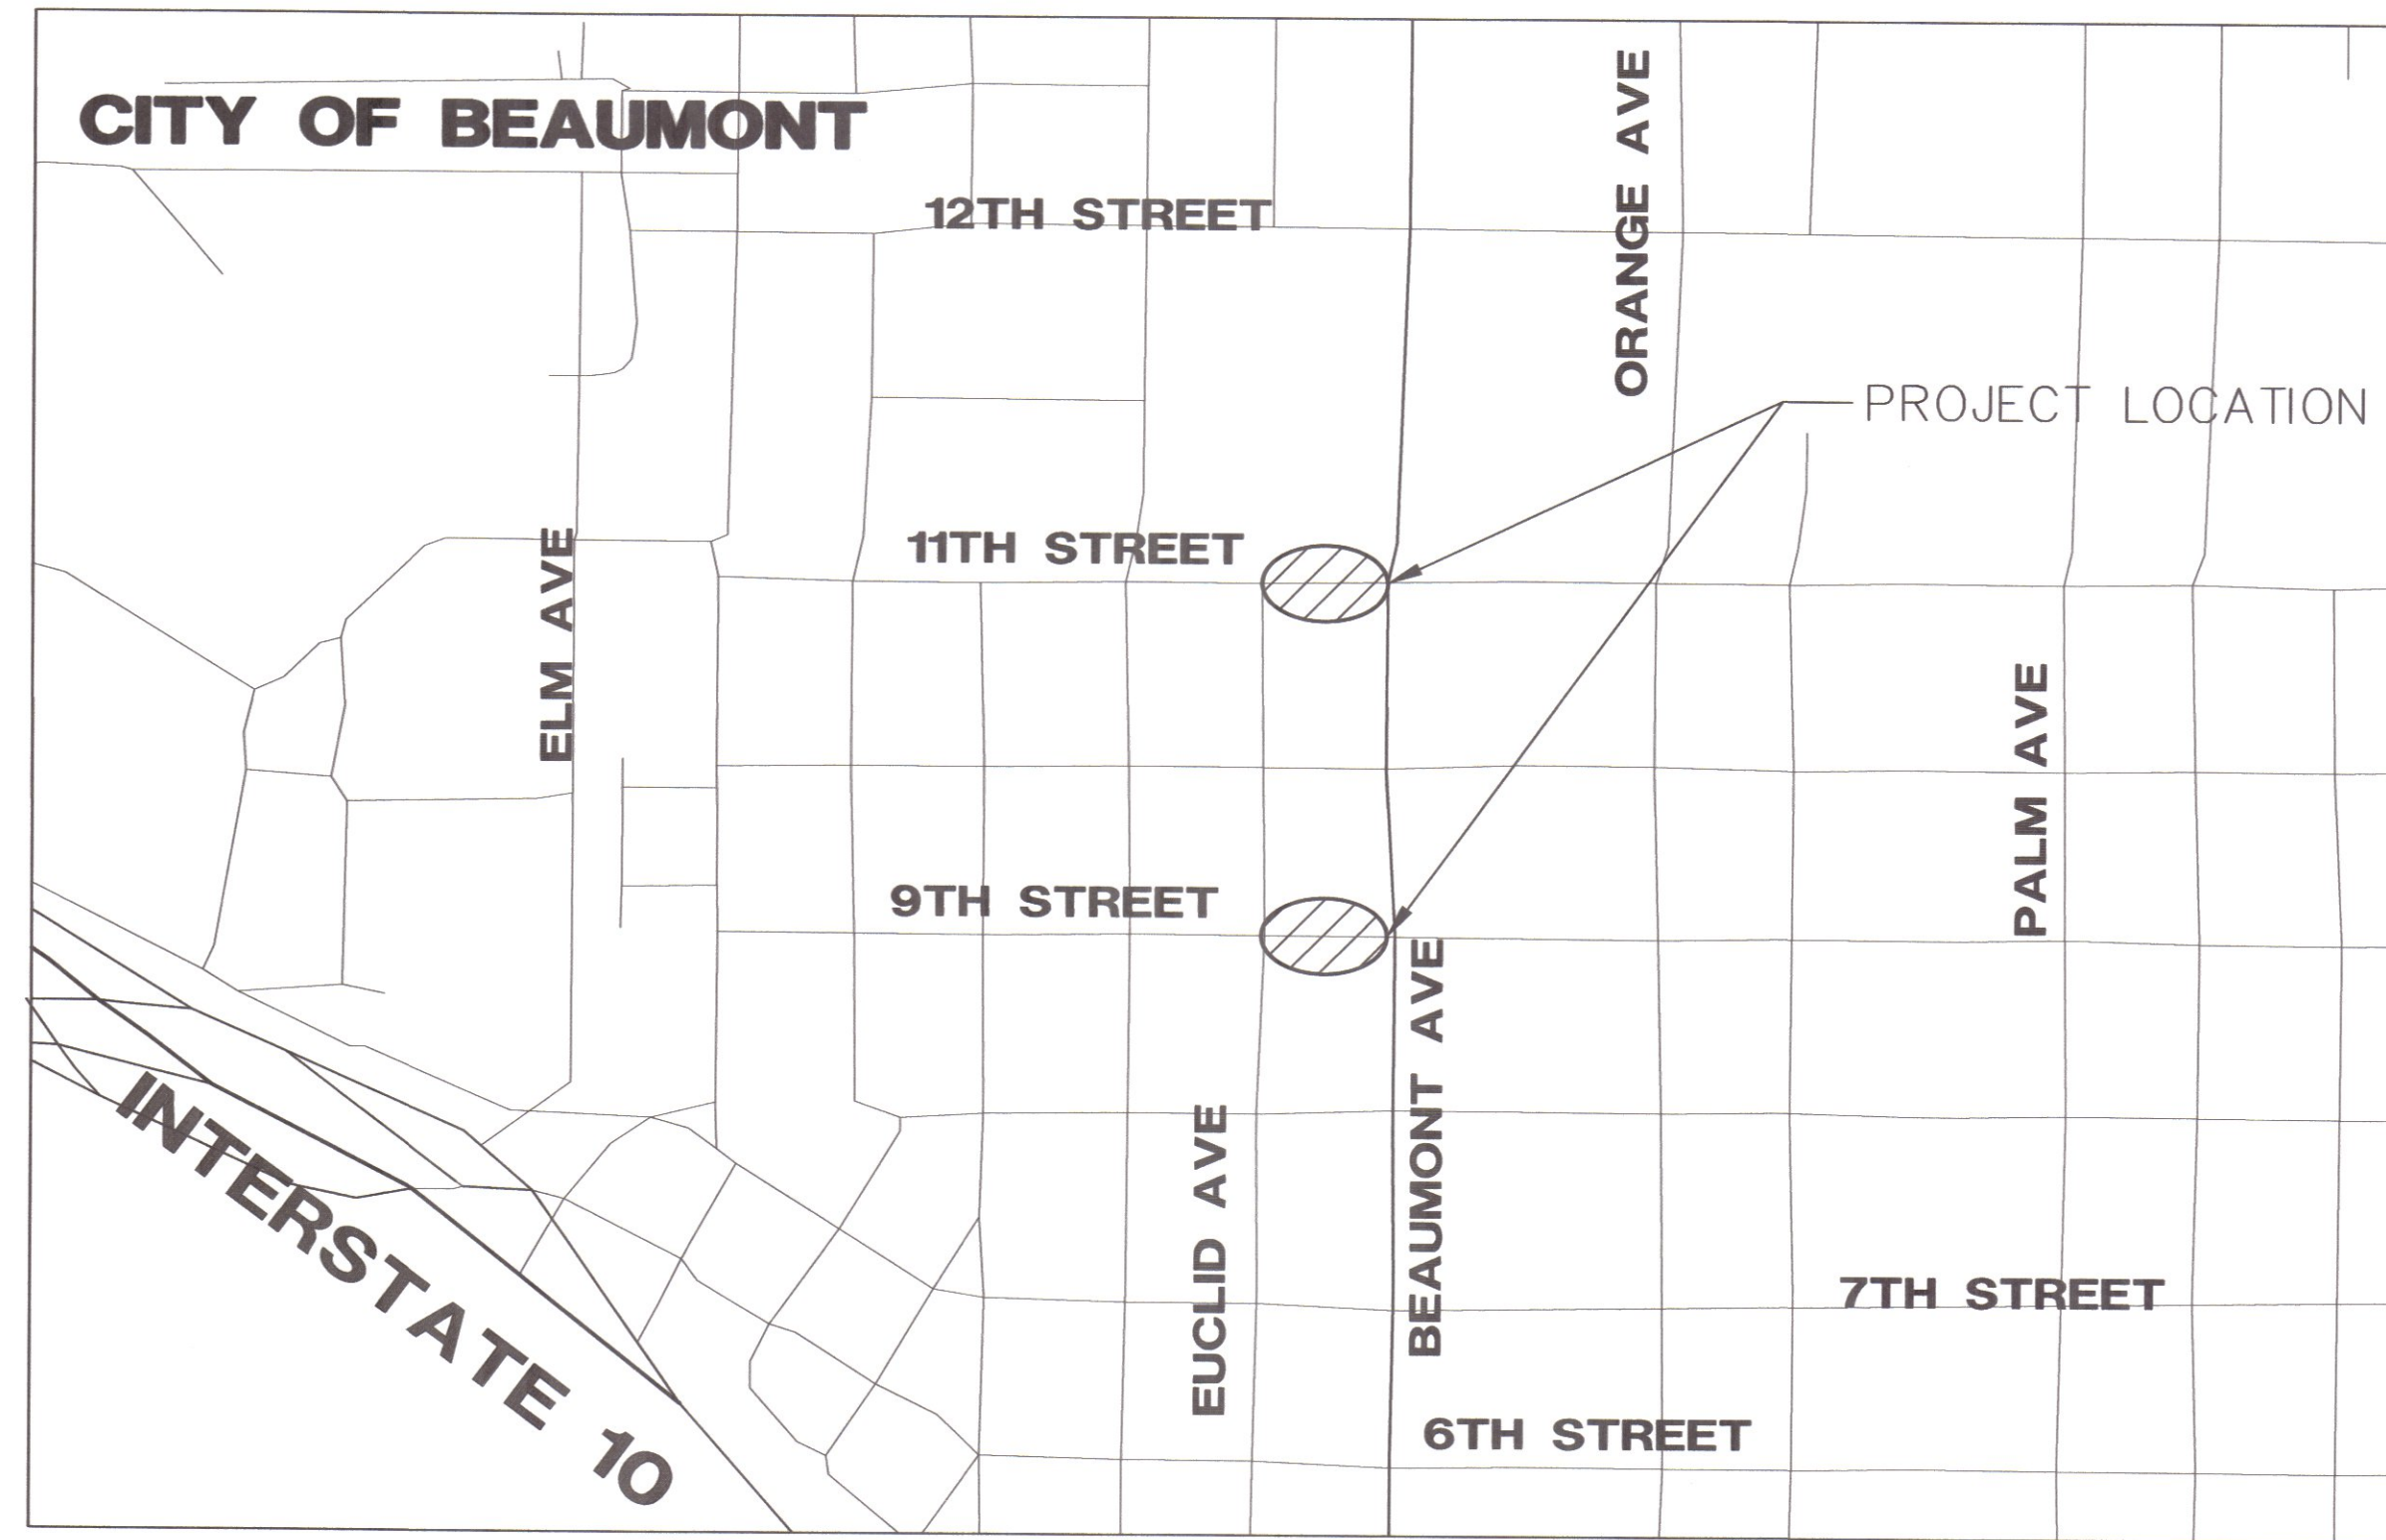 CITY OF BEAUMONT
12TH STREET
ORANGE AVE
PROJECT LOCATION
11TH STREET
ELM AVE
PALM AVE
9TH STREET
BEAUMONT AVE
EUCLID AVE
INTERSTATE 10
7TH STREET
6TH STREET